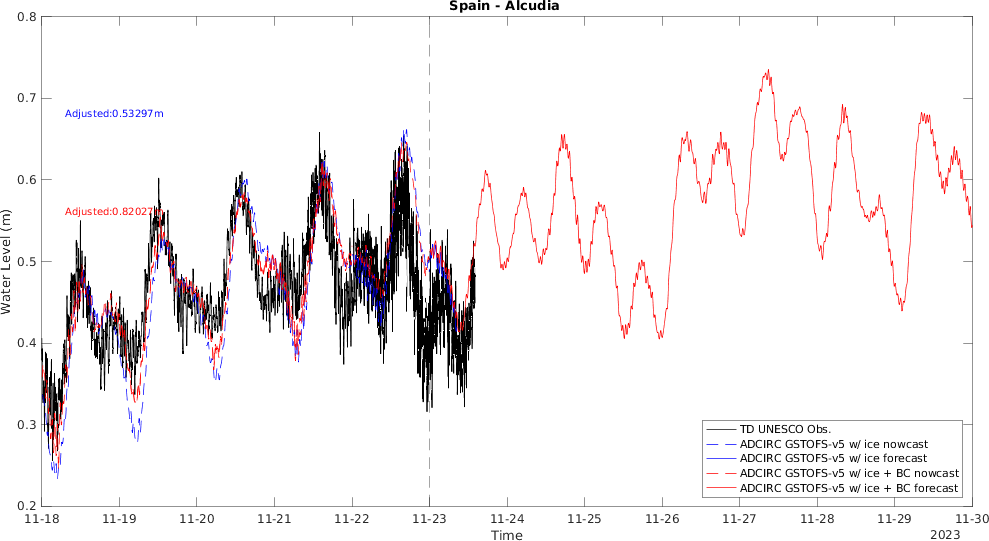 Spain - Alcudia
0.8
0.7
0.6
0.5
0.4
0.3
0.2
Water Level (m)
Adjusted:0.53297m
Adjusted:0.82027
TD UNESCO Obs.
ADCIRC GSTOFS-v5 w/ ice nowcast
ADCIRC GSTOFS-v5 w/ ice forecast
ADCIRC GSTOFS-v5 w/ ice + BC nowcast
ADCIRC GSTOFS-v5 w/ ice + BC forecast
11-18 11-19 11-20 11-21 11-22 11-23 11-24 11-25 11-26 11-27 11-28 11-29 11-30
Time
2023